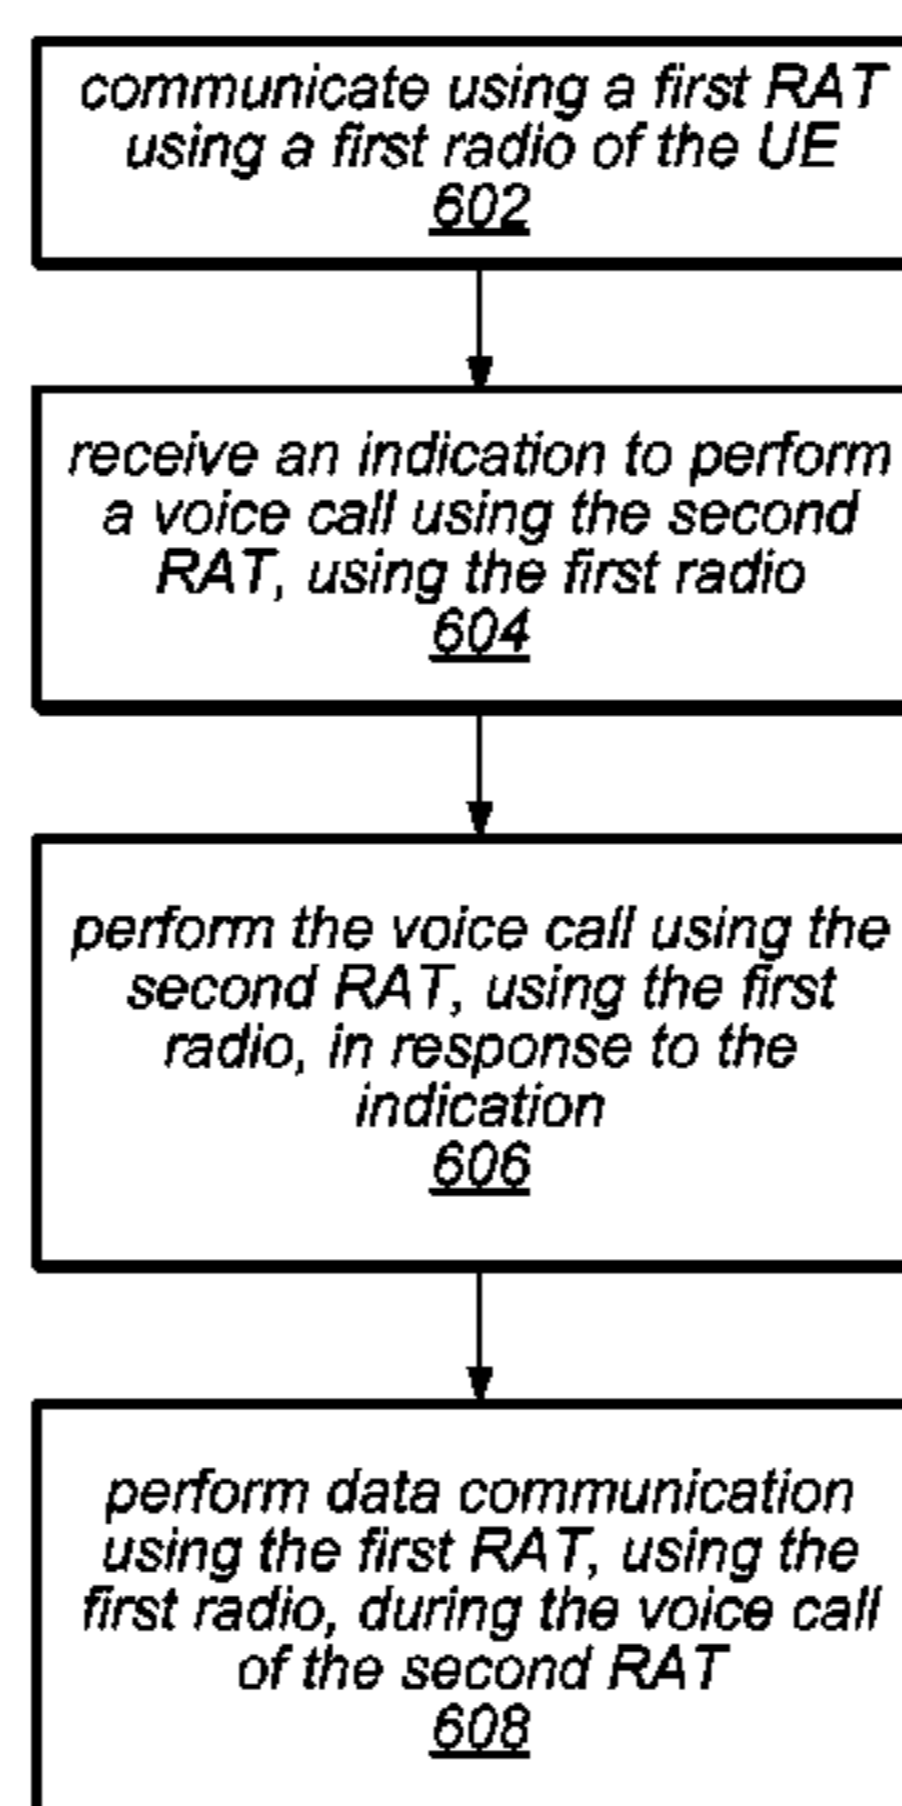 communicate using a first RAT
using a first radio of the UE
602
receive an indication to perform
a voice call using the second
RAT, using the first radio
604
perform the voice call using the
second RAT, using the first
radio, in response to the
indication
606
perform data communication
using the first RAT, using the
first radio, during the voice call
of the second RAT
608